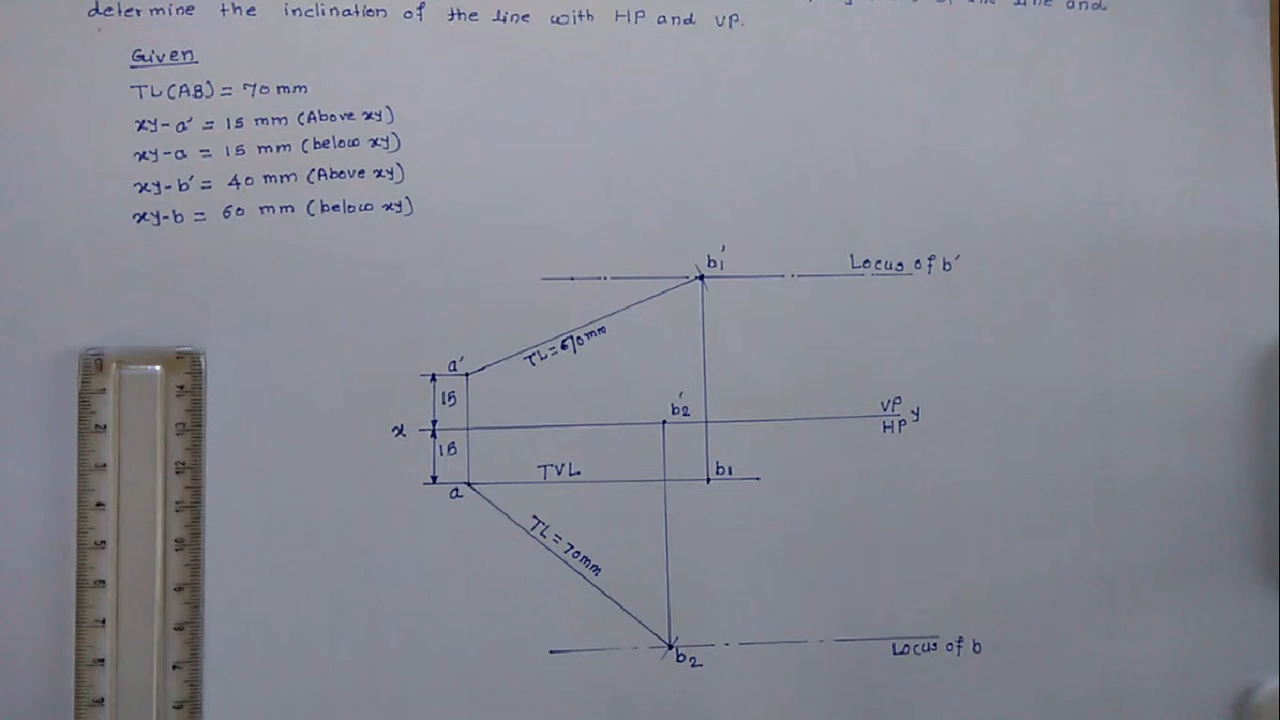 determine the inclination of the line with HP and VP.
Given
TL(AB) = 70 mm
xy-a' = 15 mm (Above xy)
xy-a = 15 mm (below xy)
xy-b' = 40 mm (Above xy)
xy-b = 60 mm (below xy)
b1' Locus of b'
TL = 670mm
a'
15
b2' VP y
x HP
15
TVL b1
a
TL = 70mm
b2 Locus of b